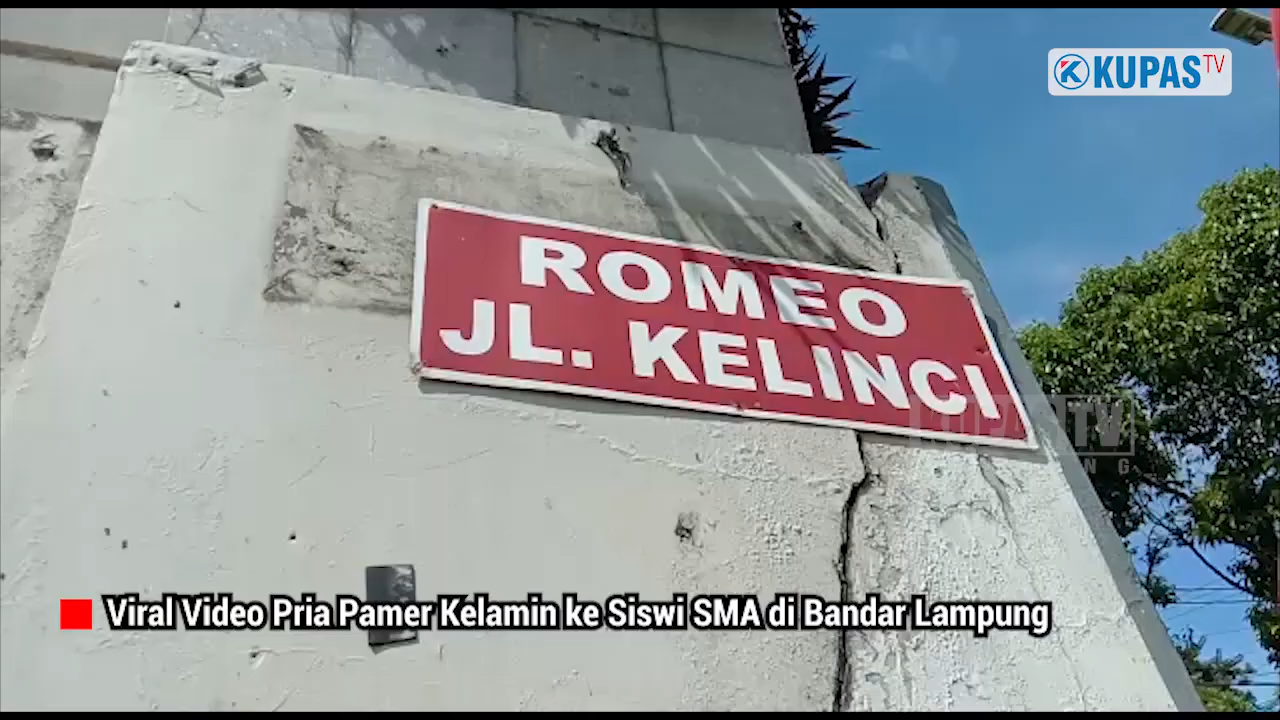 KUPAS TV
ROMEO
JL. KELINCI
Viral Video Pria Pamer Kelamin ke Siswi SMA di Bandar Lampung